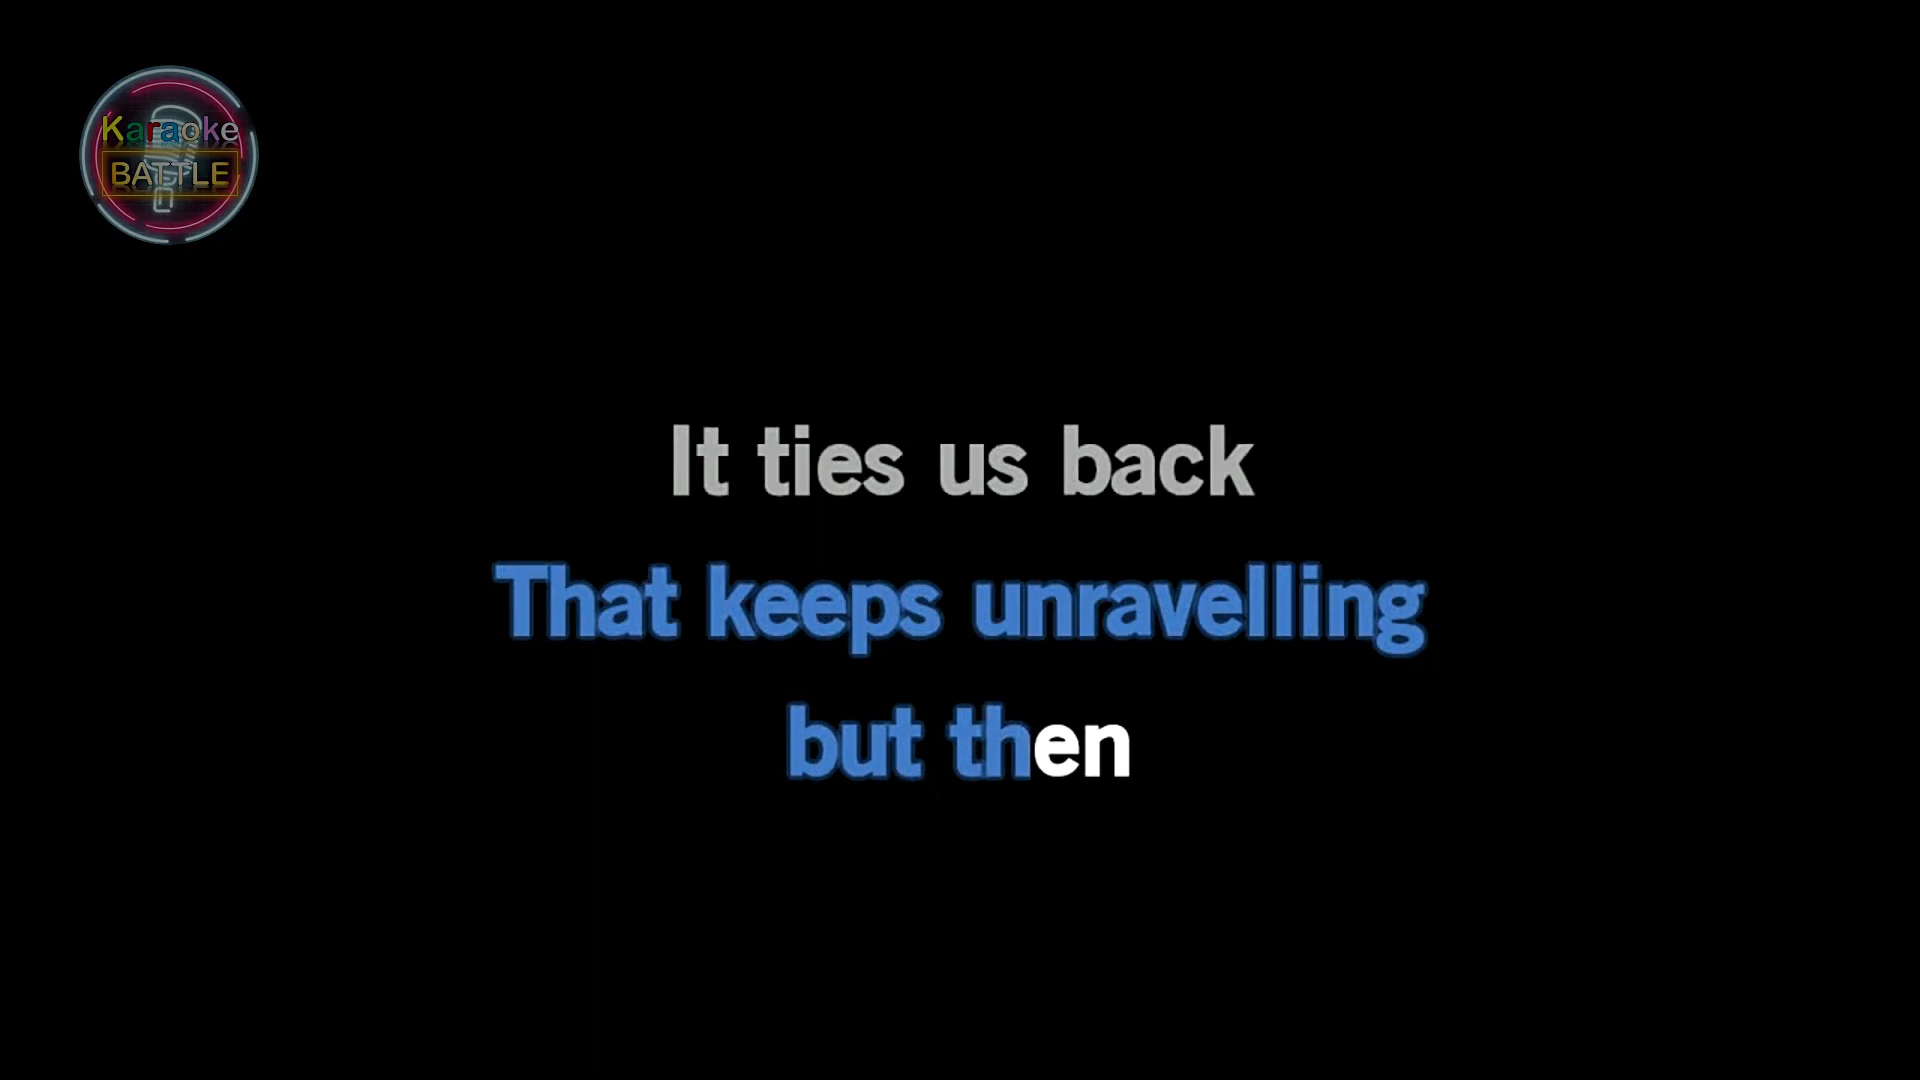 Karaoke
BATTLE
It ties us back
That keeps unravelling
but then